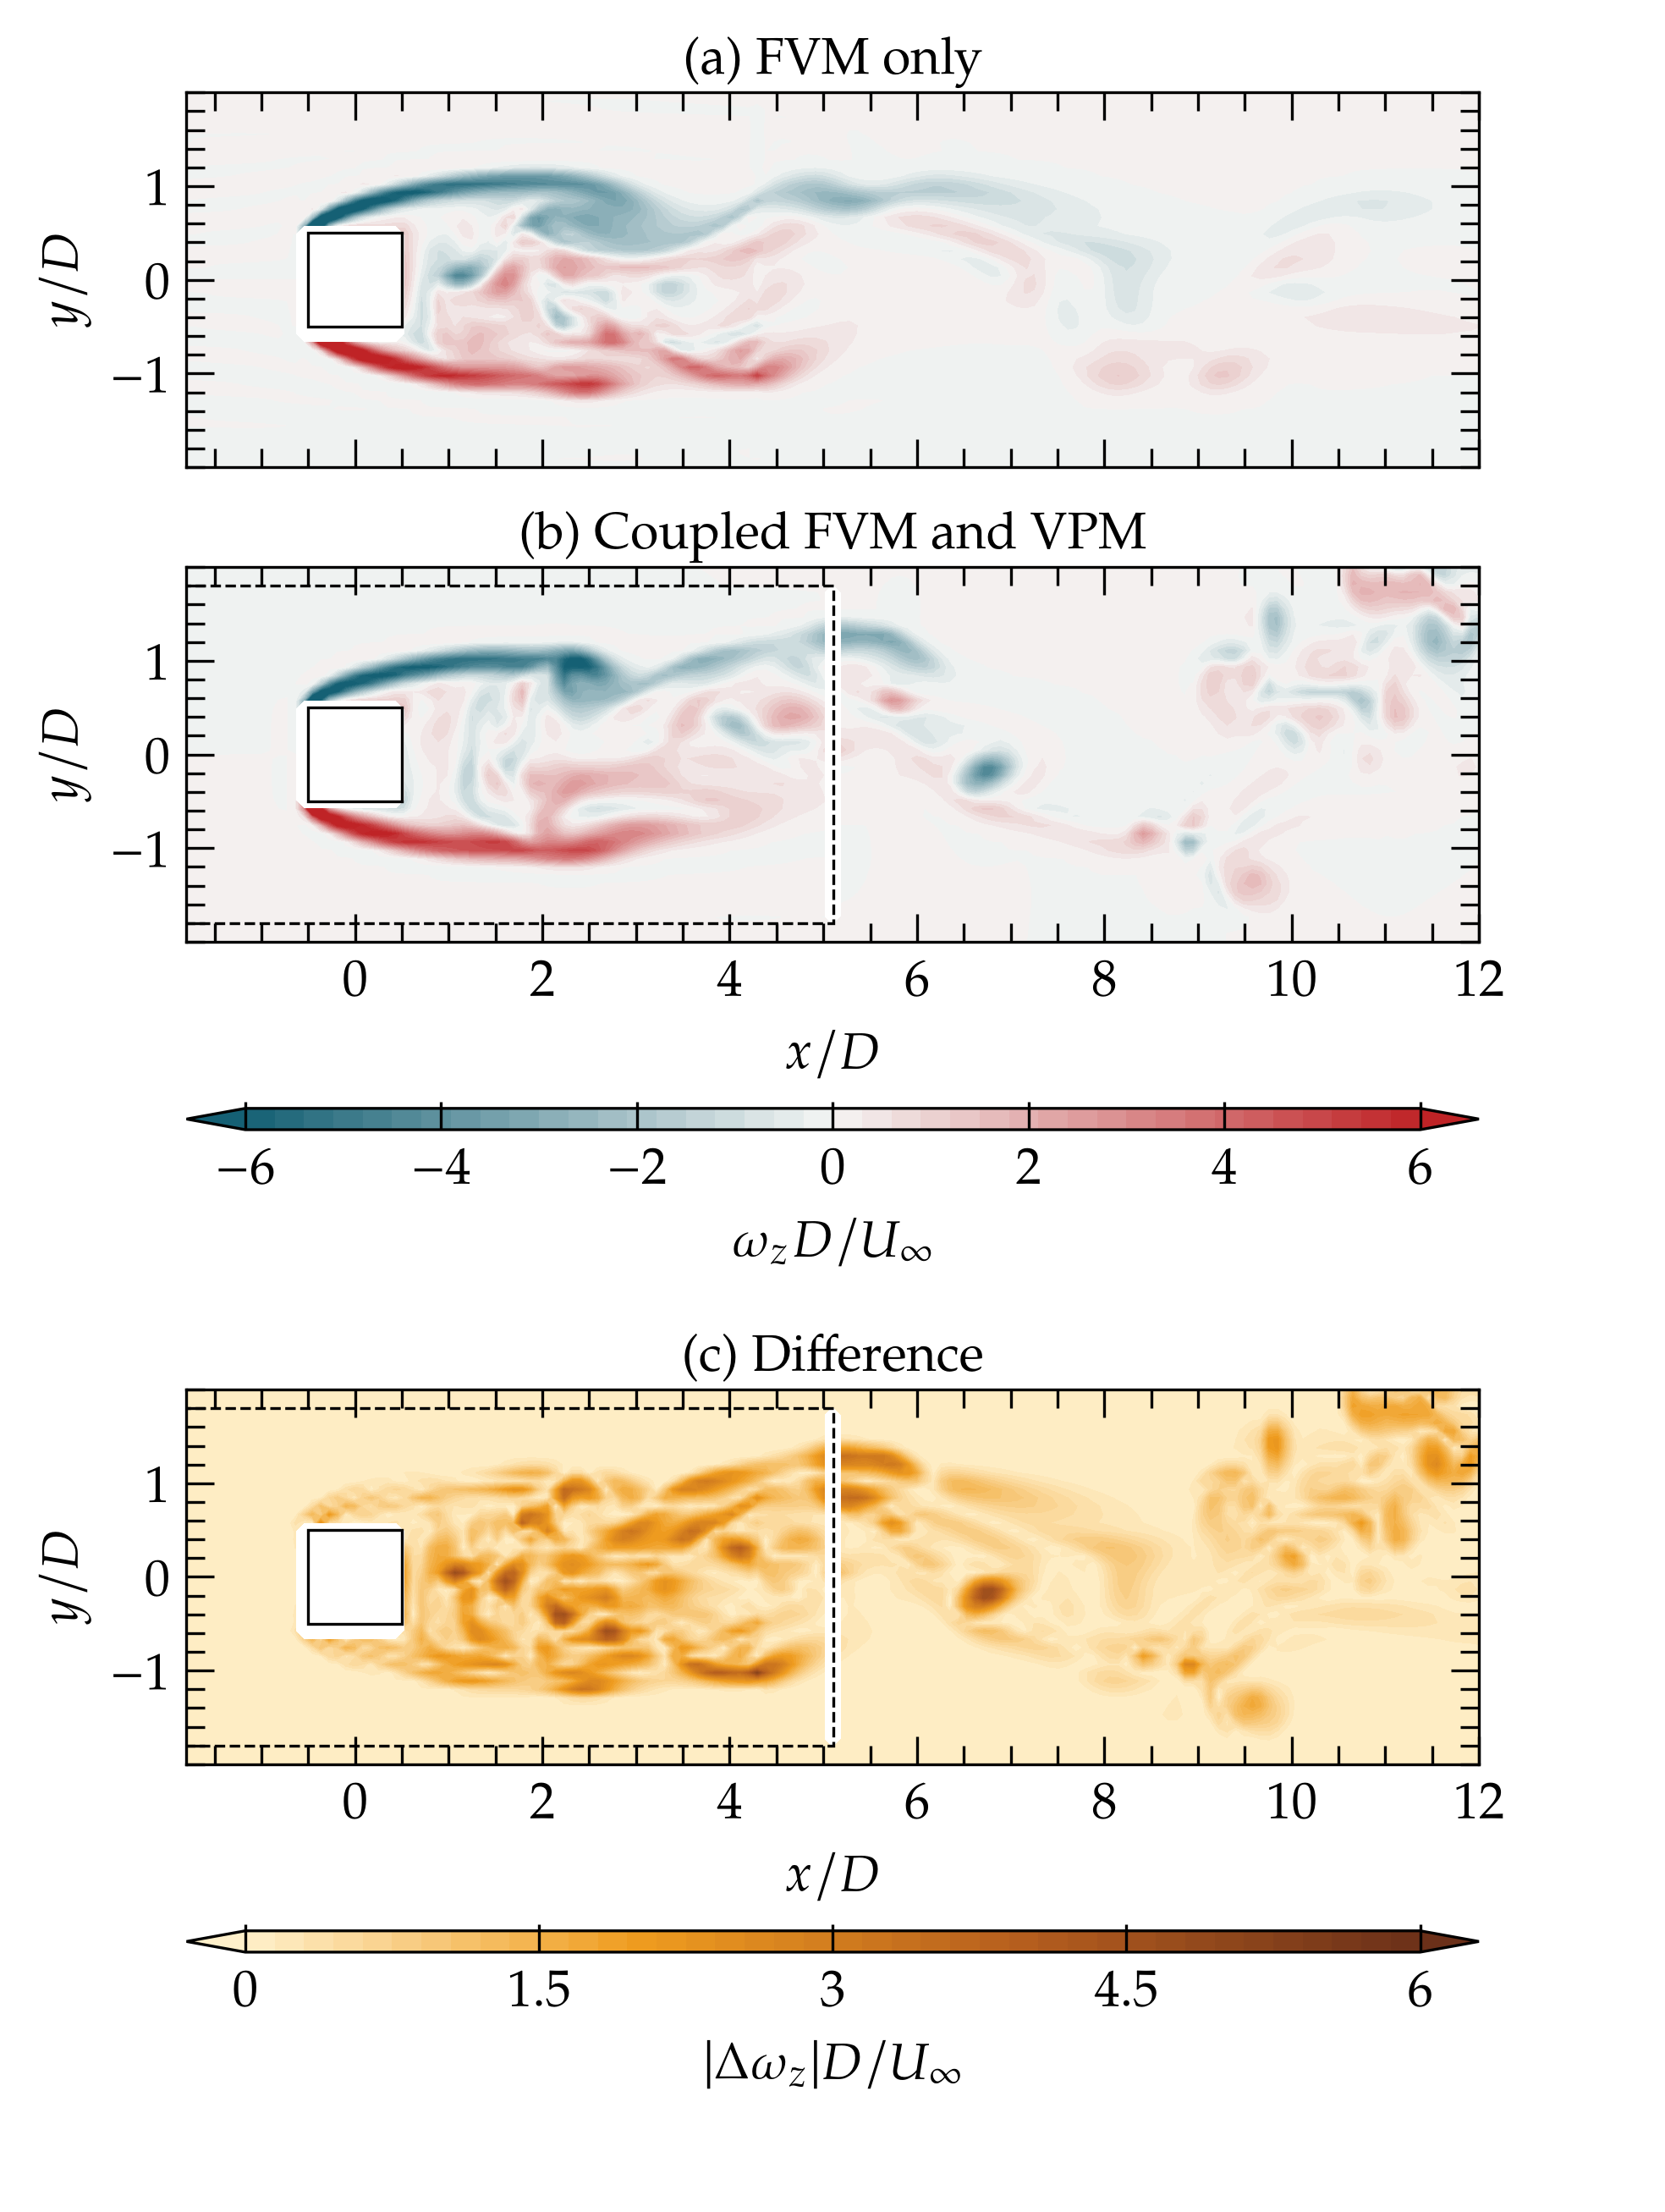 (a) FVM only
1
0
−1
y/D
(b) Coupled FVM and VPM
1
0
−1
y/D
0 2 4 6 8 10 12
x/D
−6 −4 −2 0 2 4 6
ω_z D/U_∞
(c) Difference
1
0
−1
y/D
0 2 4 6 8 10 12
x/D
0 1.5 3 4.5 6
|Δω_z|D/U_∞